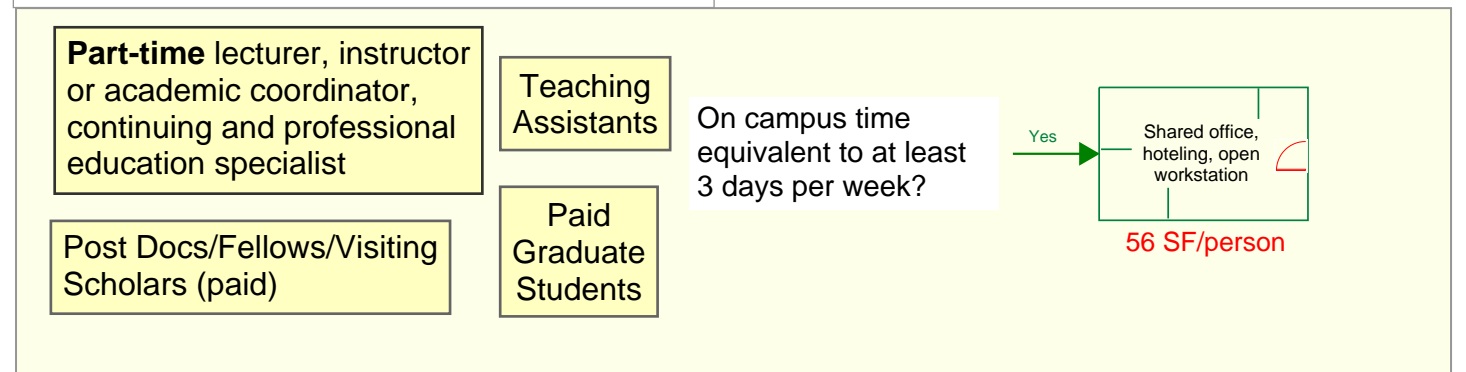 Part-time lecturer, instructor
or academic coordinator,
continuing and professional
education specialist
Teaching
Assistants
Post Docs/Fellows/Visiting
Scholars (paid)
Paid
Graduate
Students
On campus time
equivalent to at least
3 days per week?
Yes
Shared office,
hoteling, open
workstation
56 SF/person